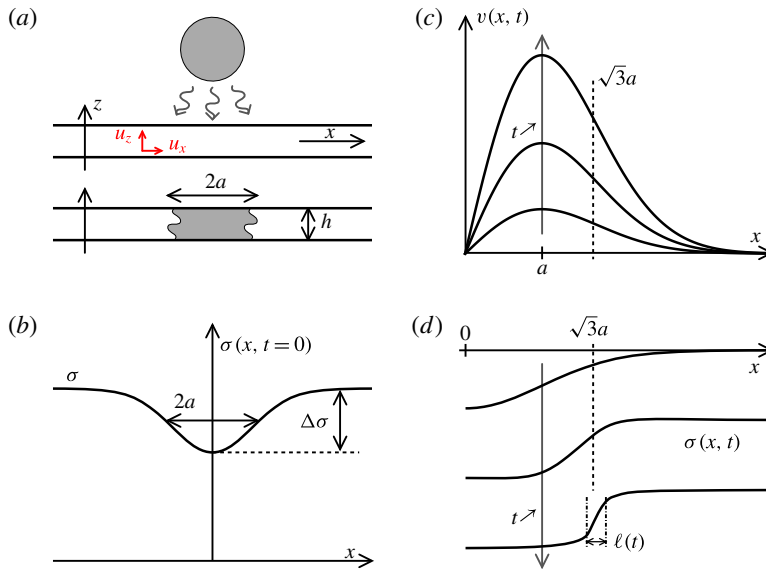 (a)
z
u_z
u_x
x
2a
h
(b)
σ(x, t = 0)
σ
2a
Δσ
x
(c)
v(x, t)
√3a
t↗
x
a
(d)
0
√3a
x
σ(x, t)
t↗
ℓ(t)